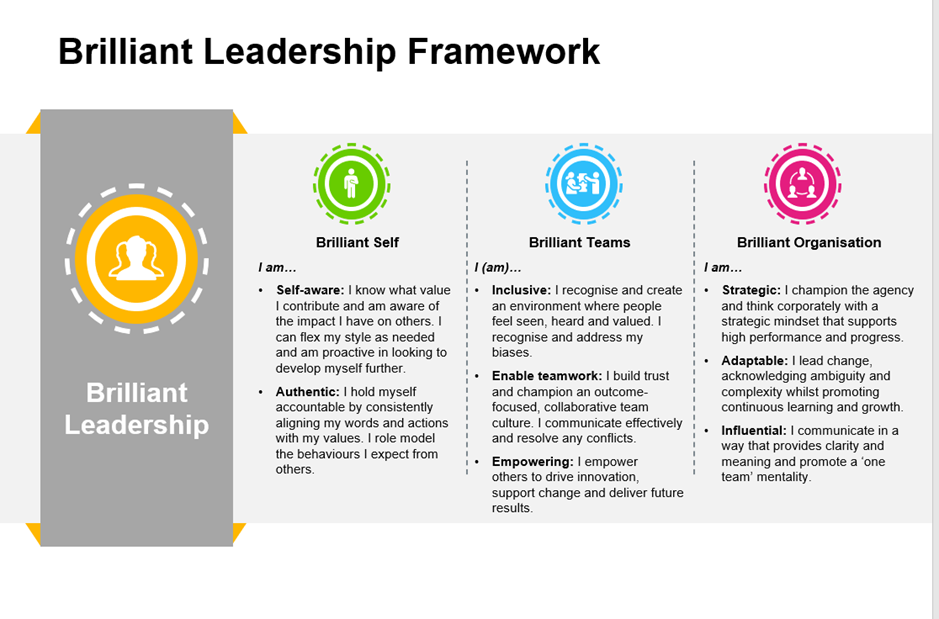 Brilliant Leadership Framework
Brilliant
Leadership
Brilliant Self
I am…
• Self-aware: I know what value
I contribute and am aware of
the impact I have on others. I
can flex my style as needed
and am proactive in looking to
develop myself further.
• Authentic: I hold myself
accountable by consistently
aligning my words and actions
with my values. I role model
the behaviours I expect from
others.
Brilliant Teams
I (am)…
• Inclusive: I recognise and create
an environment where people
feel seen, heard and valued. I
recognise and address my
biases.
• Enable teamwork: I build trust
and champion an outcome-
focused, collaborative team
culture. I communicate effectively
and resolve any conflicts.
• Empowering: I empower
others to drive innovation,
support change and deliver future
results.
Brilliant Organisation
I am…
• Strategic: I champion the agency
and think corporately with a
strategic mindset that supports
high performance and progress.
• Adaptable: I lead change,
acknowledging ambiguity and
complexity whilst promoting
continuous learning and growth.
• Influential: I communicate in a
way that provides clarity and
meaning and promote a ‘one
team’ mentality.